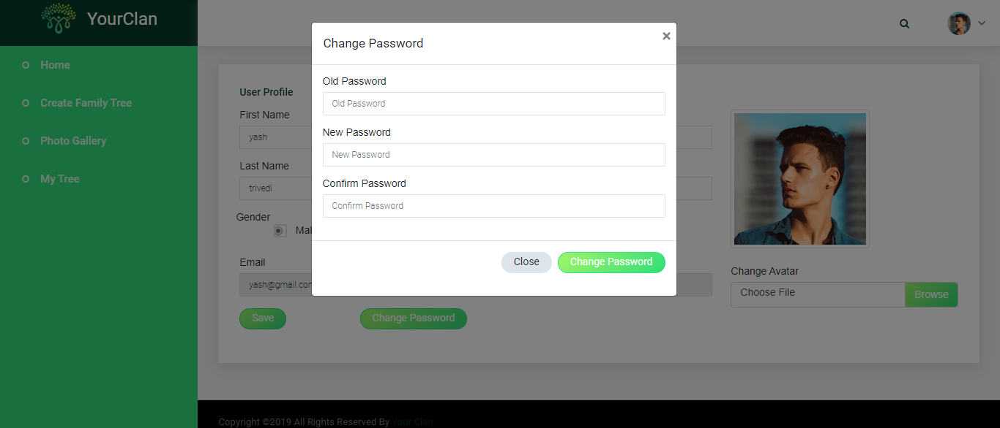 YourClan
Home
Create Family Tree
Photo Gallery
My Tree
Change Password
×
Old Password
Old Password
New Password
New Password
Confirm Password
Confirm Password
Close
Change Password
User Profile
First Name
yash
Last Name
trivedi
Gender
Mal
Email
yash@gmail.com
Save
Change Password
Change Avatar
Choose File
Browse
Copyright ©2019 All Rights Reserved By Your Clan